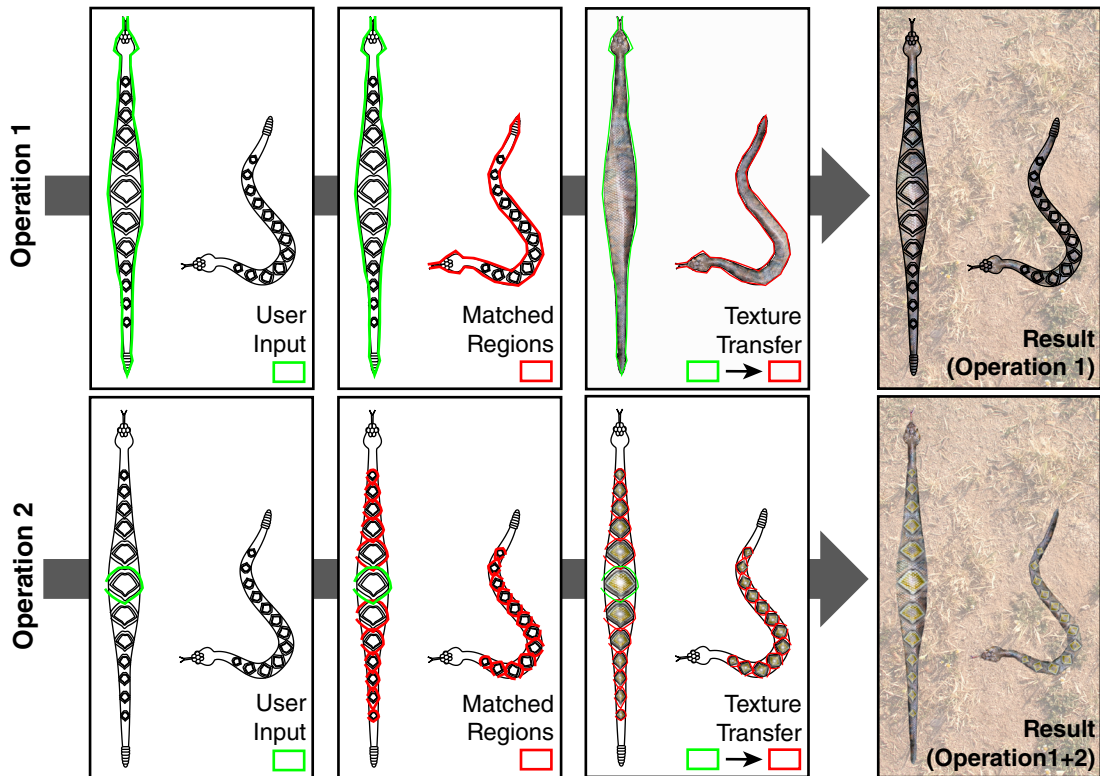 Operation 1
User
Input
Matched
Regions
Texture
Transfer
Result
(Operation 1)
Operation 2
User
Input
Matched
Regions
Texture
Transfer
Result
(Operation1+2)